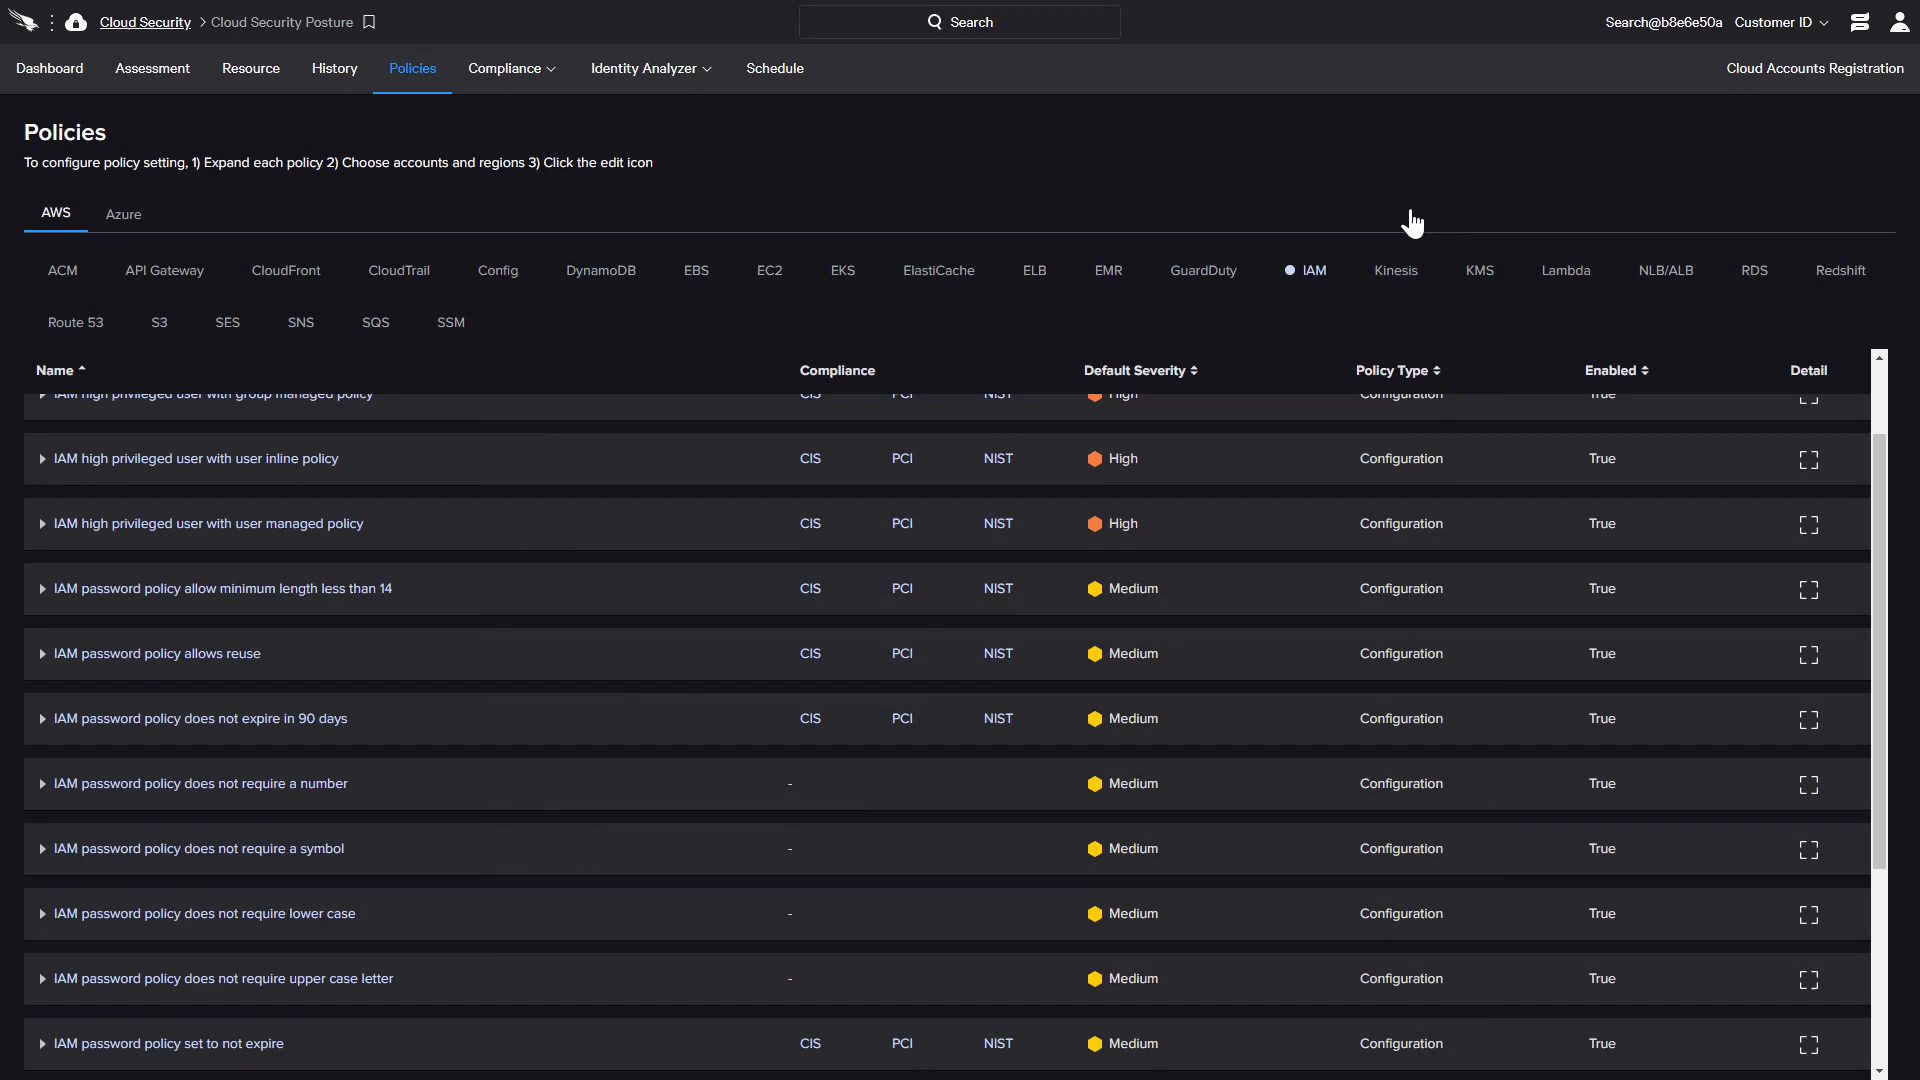 Cloud Security > Cloud Security Posture
Search
Search@b8e6e50a Customer ID
Dashboard Assessment Resource History Policies Compliance Identity Analyzer Schedule Cloud Accounts Registration
Policies
To configure policy setting, 1) Expand each policy 2) Choose accounts and regions 3) Click the edit icon
AWS Azure
ACM API Gateway CloudFront CloudTrail Config DynamoDB EBS EC2 EKS ElastiCache ELB EMR GuardDuty IAM Kinesis KMS Lambda NLB/ALB RDS Redshift
Route 53 S3 SES SNS SQS SSM
Name Compliance Default Severity Policy Type Enabled Detail
IAM high privileged user with group managed policy CIS PCI NIST High Configuration True
IAM high privileged user with user inline policy CIS PCI NIST High Configuration True
IAM high privileged user with user managed policy CIS PCI NIST High Configuration True
IAM password policy allow minimum length less than 14 CIS PCI NIST Medium Configuration True
IAM password policy allows reuse CIS PCI NIST Medium Configuration True
IAM password policy does not expire in 90 days CIS PCI NIST Medium Configuration True
IAM password policy does not require a number - Medium Configuration True
IAM password policy does not require a symbol - Medium Configuration True
IAM password policy does not require lower case - Medium Configuration True
IAM password policy does not require upper case letter - Medium Configuration True
IAM password policy set to not expire CIS PCI NIST Medium Configuration True